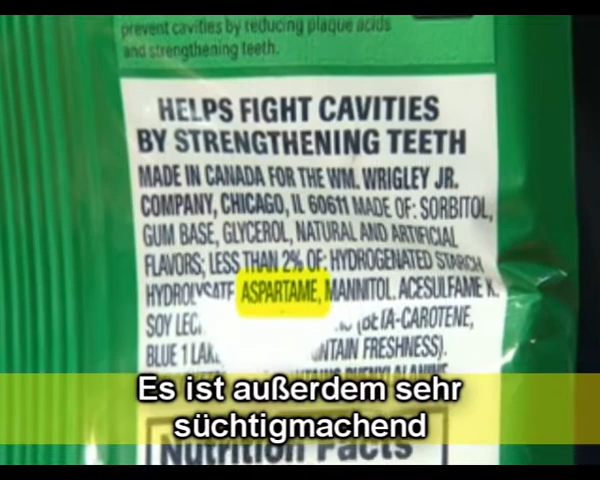 prevent cavities by reducing plaque acids
and strengthening teeth.
HELPS FIGHT CAVITIES
BY STRENGTHENING TEETH
MADE IN CANADA FOR THE WM. WRIGLEY JR.
COMPANY, CHICAGO, IL 60611 MADE OF: SORBITOL,
GUM BASE, GLYCEROL, NATURAL AND ARTIFICIAL
FLAVORS; LESS THAN 2% OF: HYDROGENATED STARCH
HYDROLYSATE, ASPARTAME, MANNITOL, ACESULFAME K,
SOY (BETA-CAROTENE,
BLUE 1 FRESHNESS).
PHENYLALANINE
Es ist außerdem sehr
süchtigmachend
Nutrition Facts